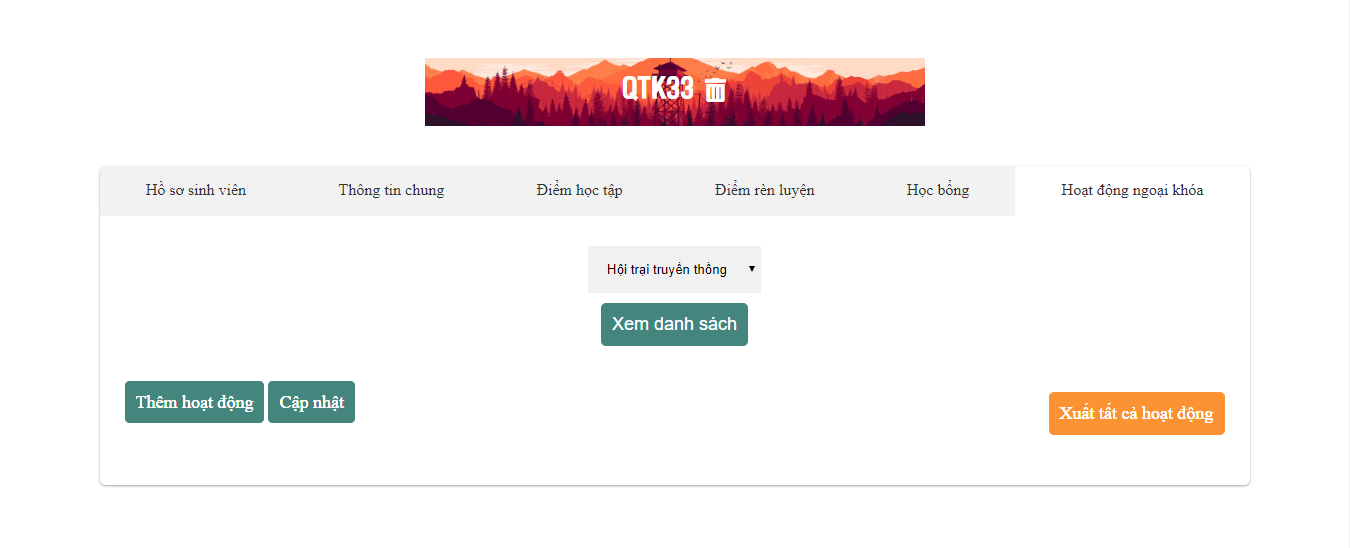 QTK33
Hồ sơ sinh viên Thông tin chung Điểm học tập Điểm rèn luyện Học bổng Hoạt động ngoại khóa
Hội trại truyền thống
Xem danh sách
Thêm hoạt động Cập nhật
Xuất tất cả hoạt động